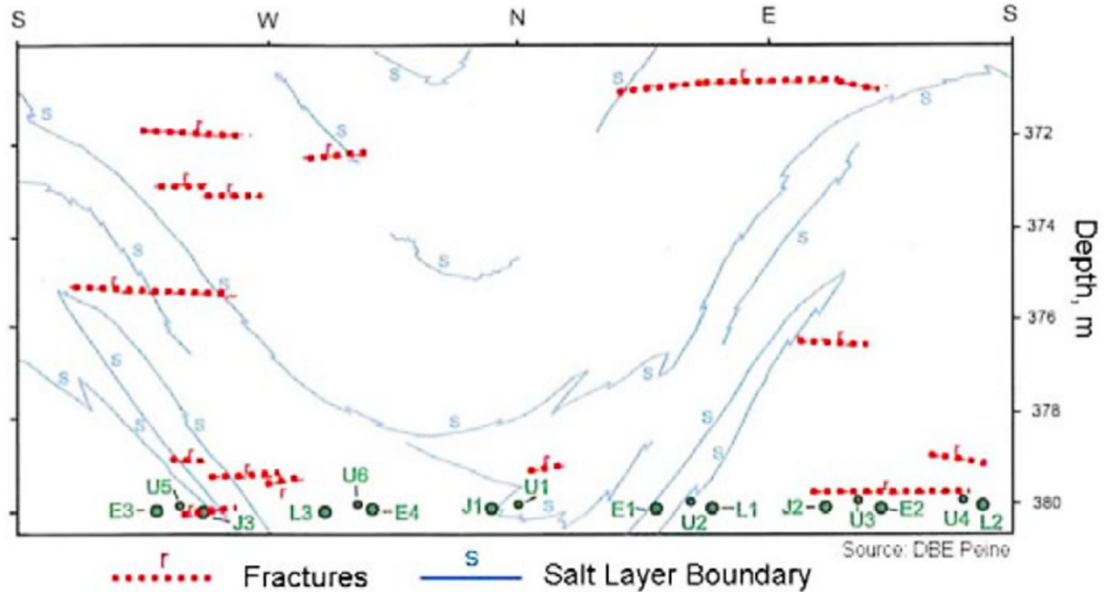 S W N E S
s
s
s
r
s
r
s
r
372
r
r
s
s
374
s
r
s
376
r
s
s
s
s
s
378
s
s
s
r
r
r
r
r
r
380
U5 U6 U1
E3 J3 L3 E4 J1 s E1 U2 L1 J2 U3 E2 U4 L2
Depth, m
Source: DBE Peine
r Fractures s Salt Layer Boundary